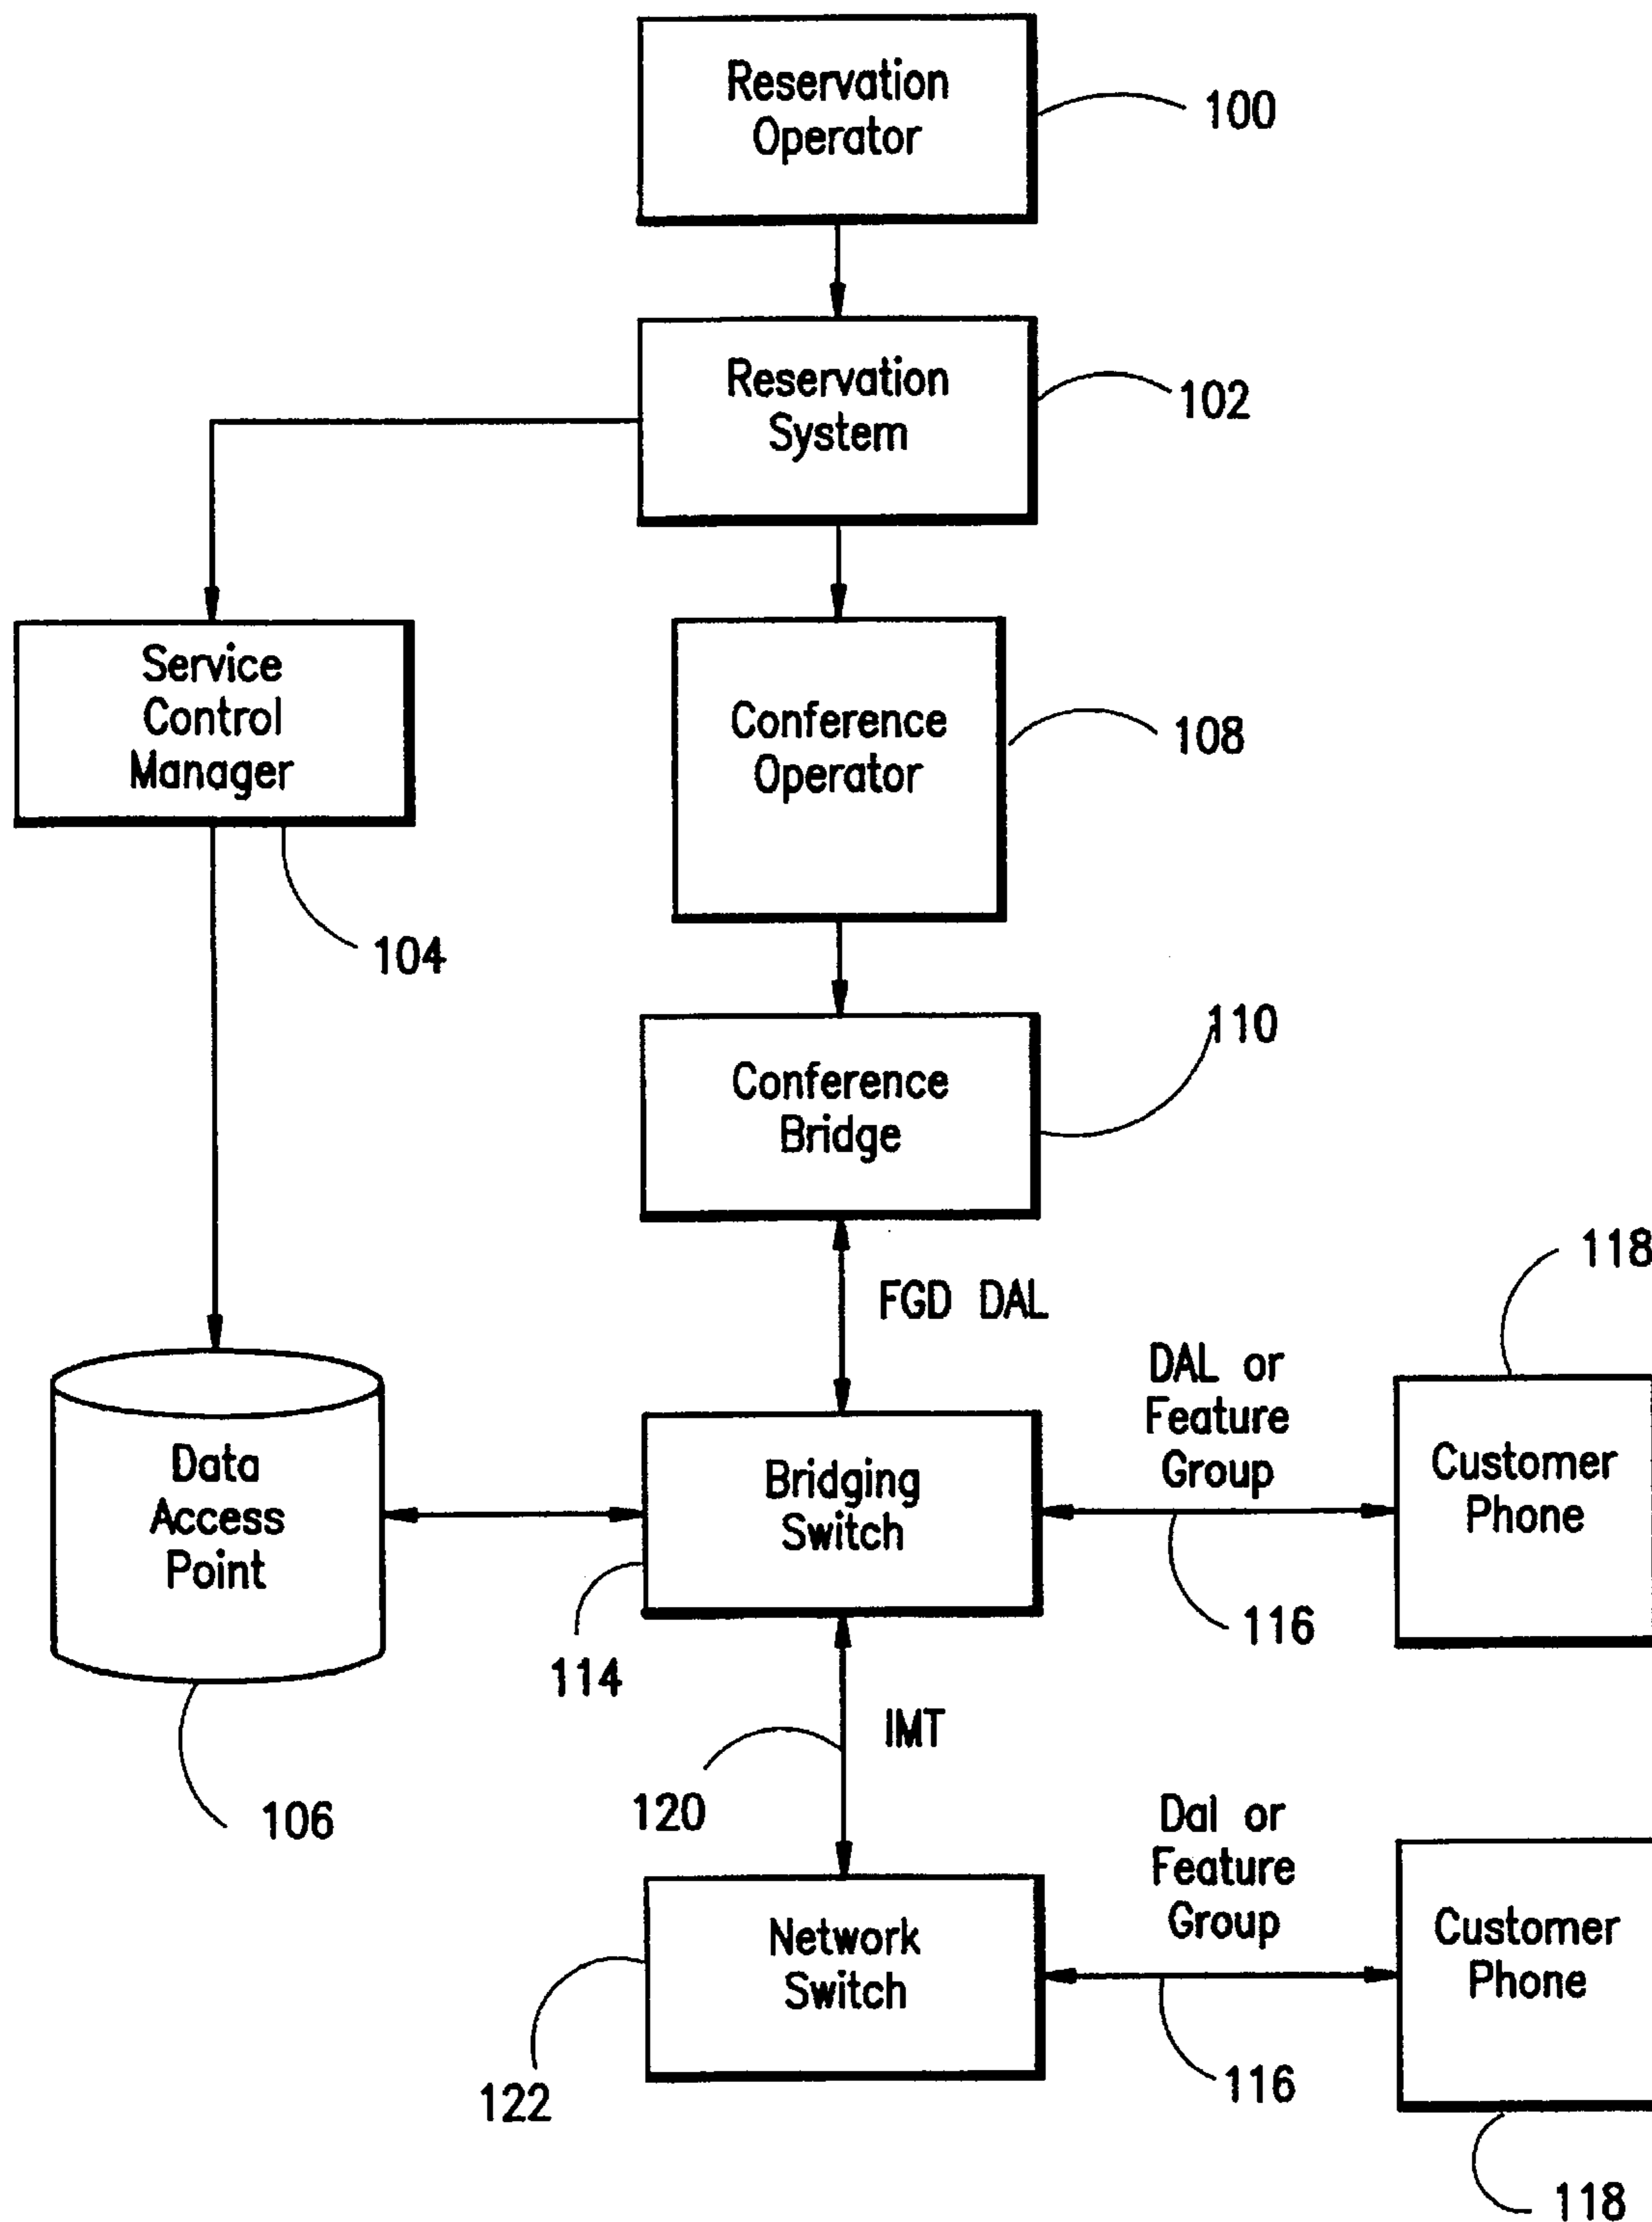 Reservation
Operator
100
Reservation
System
102
Service
Control
Manager
104
Conference
Operator
108
Conference
Bridge
110
FGD DAL
118
DAL or
Feature
Group
Customer
Phone
Data
Access
Point
Bridging
Switch
116
114
IMT
120
106
Dal or
Feature
Group
Network
Switch
Customer
Phone
116
122
118